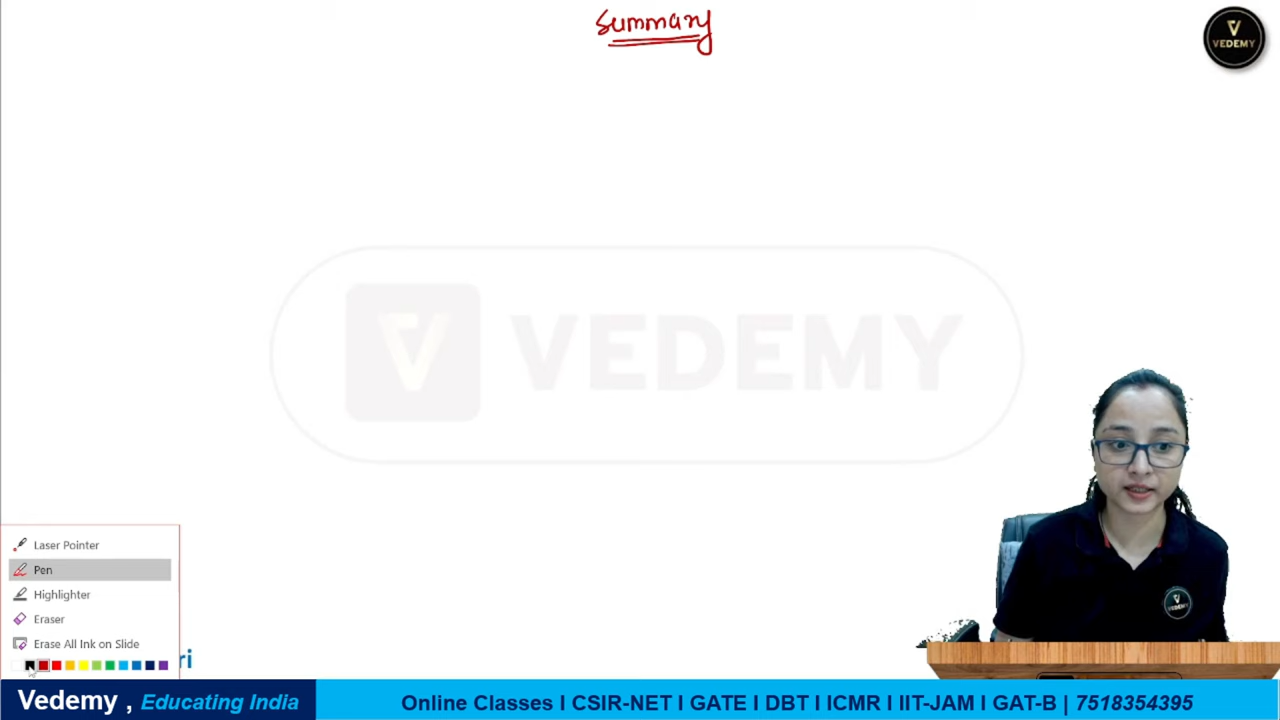 Summary
VEDEMY
VEDEMY
Laser Pointer
Pen
Highlighter
Eraser
Erase All Ink on Slide
ri
Vedemy , Educating India
Online Classes I CSIR-NET I GATE I DBT I ICMR I IIT-JAM I GAT-B | 7518354395